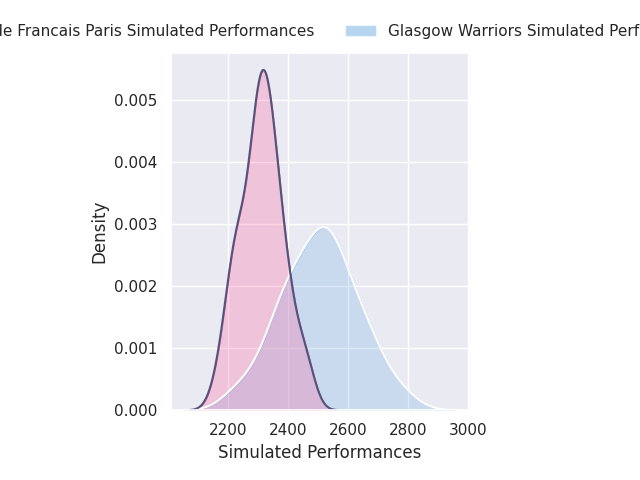 le Francais Paris Simulated Performances
Glasgow Warriors Simulated Perf
0.005
0.004
0.003
0.002
0.001
0.000
Density
2200 2400 2600 2800 3000
Simulated Performances